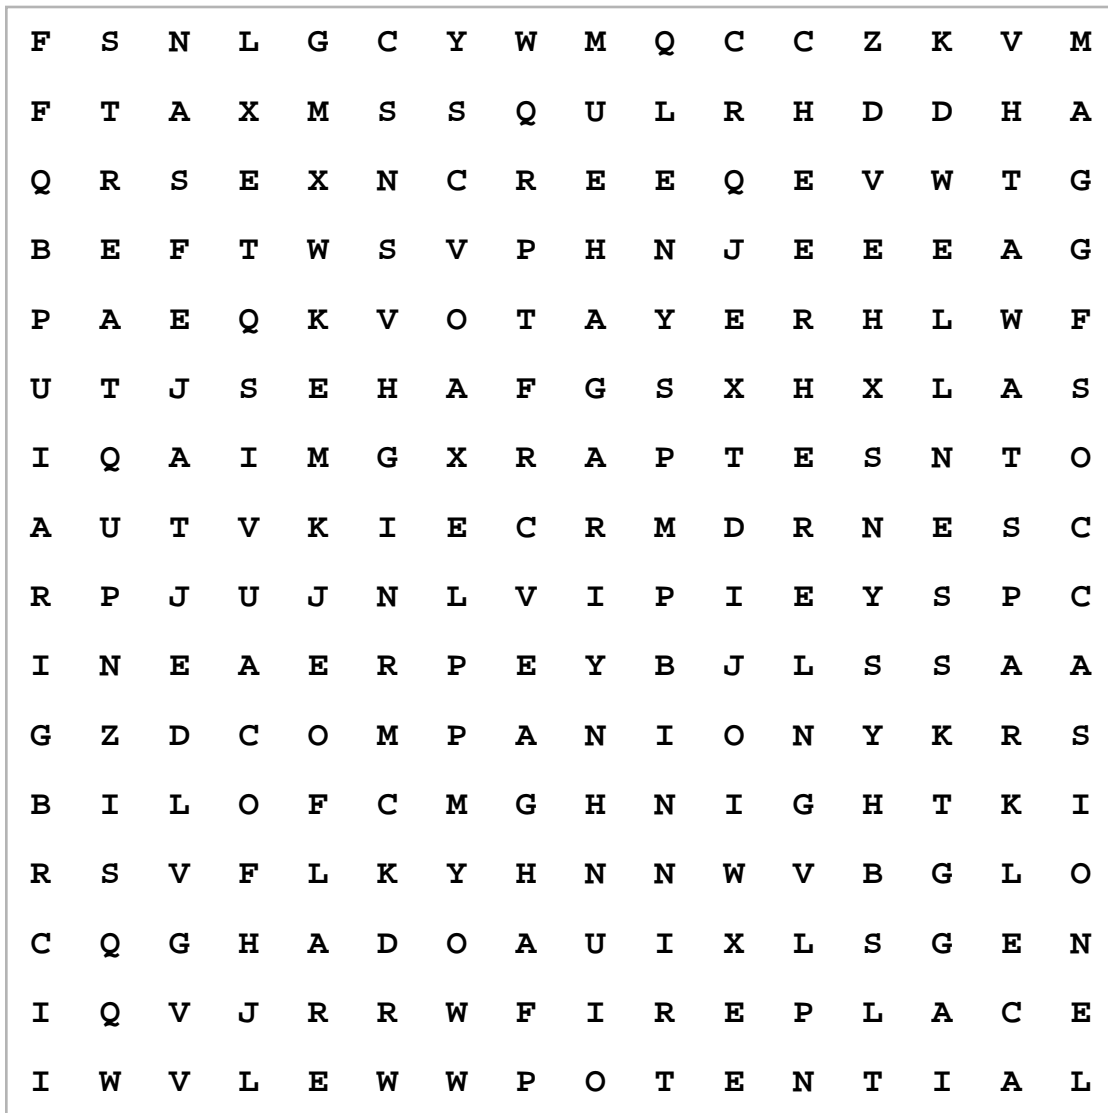 F S N L G C Y W M Q C C Z K V M
F T A X M S S Q U L R H D D H A
Q R S E X N C R E E Q E V W T G
B E F T W S V P H N J E E E A G
P A E Q K V O T A Y E R H L W F
U T J S E H A F G S X H X L A S
I Q A I M G X R A P T E S N T O
A U T V K I E C R M D R N E S C
R P J U J N L V I P I E Y S P C
I N E A E R P E Y B J L S S A A
G Z D C O M P A N I O N Y K R S
B I L O F C M G H N I G H T K I
R S V F L K Y H N N W V B G L O
C Q G H A D O A U I X L S G E N
I Q V J R R W F I R E P L A C E
I W V L E W W P O T E N T I A L